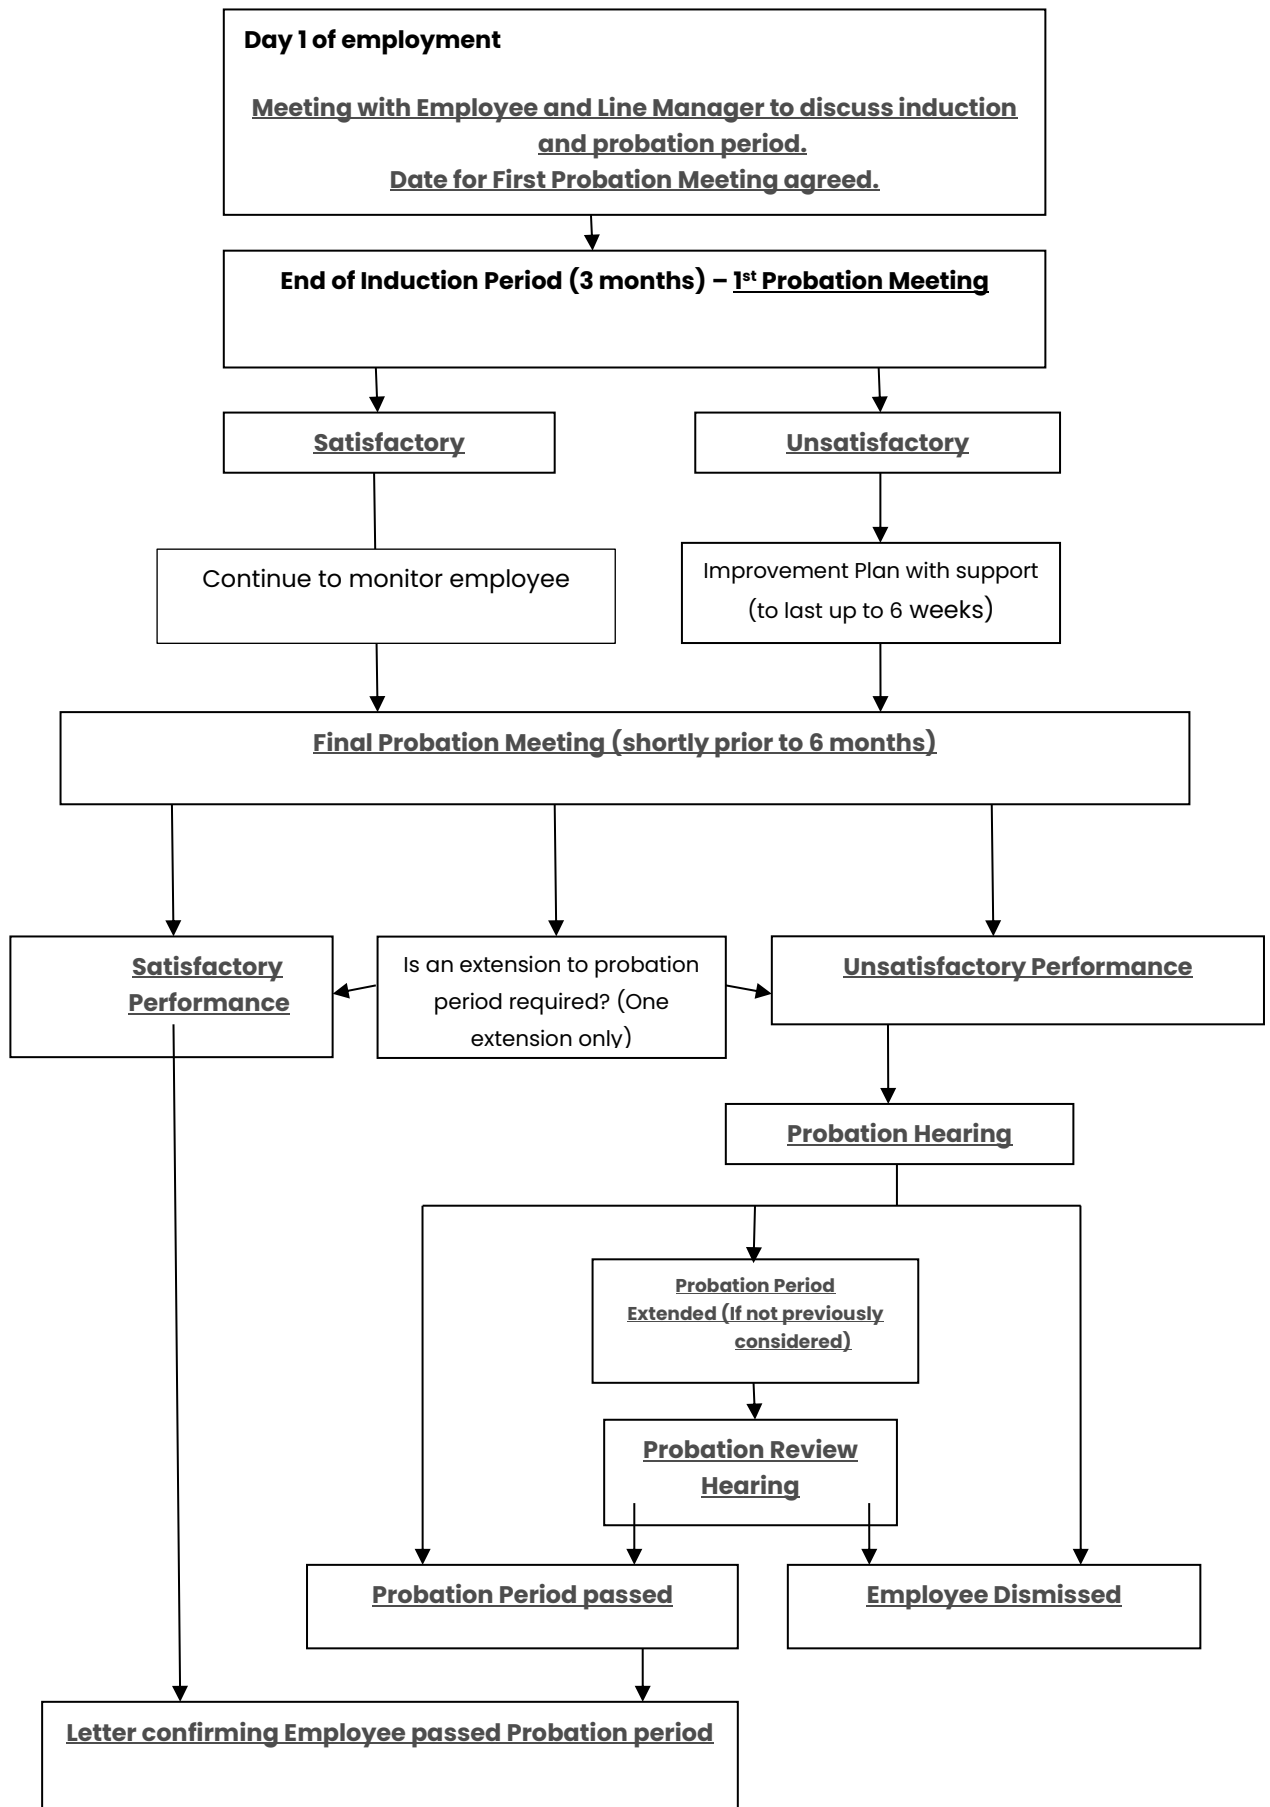 Day 1 of employment
Meeting with Employee and Line Manager to discuss induction
and probation period.
Date for First Probation Meeting agreed.
End of Induction Period (3 months) – 1st Probation Meeting
Satisfactory
Unsatisfactory
Continue to monitor employee
Improvement Plan with support
(to last up to 6 weeks)
Final Probation Meeting (shortly prior to 6 months)
Satisfactory
Performance
Is an extension to probation
period required? (One
extension only)
Unsatisfactory Performance
Probation Hearing
Probation Period
Extended (If not previously
considered)
Probation Review
Hearing
Probation Period passed
Employee Dismissed
Letter confirming Employee passed Probation period